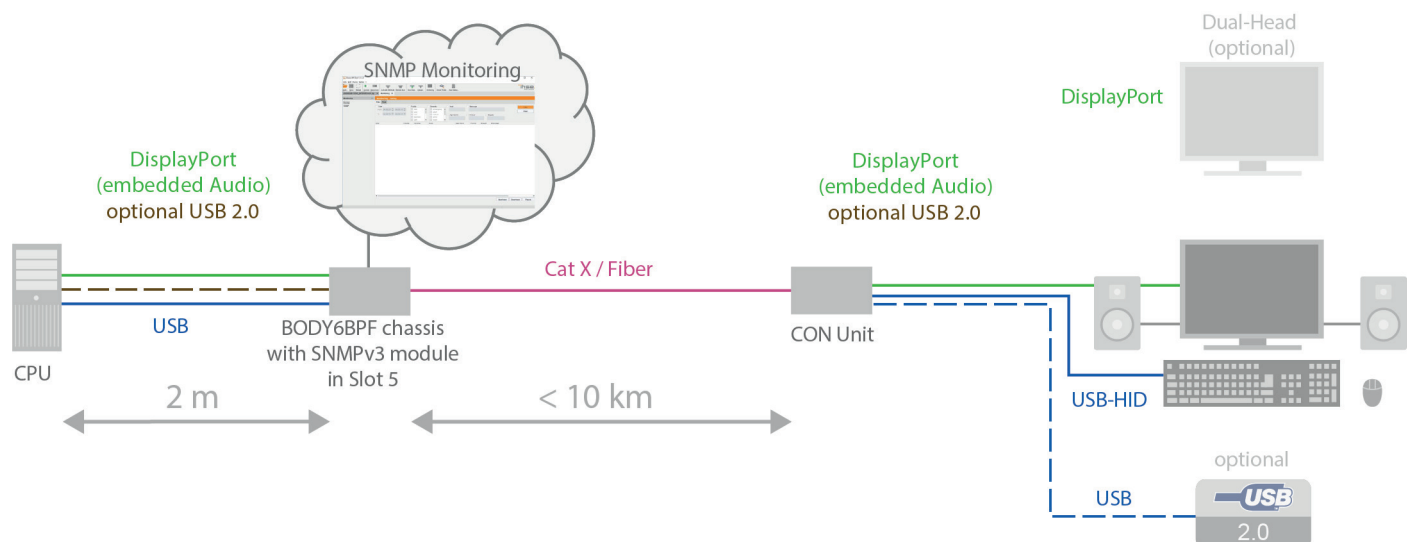 Dual-Head
(optional)
SNMP Monitoring
DisplayPort
DisplayPort
(embedded Audio)
optional USB 2.0
DisplayPort
(embedded Audio)
optional USB 2.0
Cat X / Fiber
USB
BODY6BPF chassis
with SNMPv3 module
in Slot 5
CON Unit
CPU
2 m
< 10 km
USB-HID
optional
USB
USB
2.0